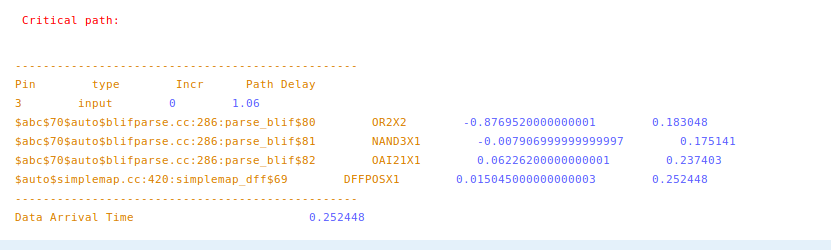 Critical path:
-------------------------------------------------
Pin        type        Incr      Path Delay
3        input        0        1.06
$abc$70$auto$blifparse.cc:286:parse_blif$80        OR2X2        -0.8769520000000001        0.183048
$abc$70$auto$blifparse.cc:286:parse_blif$81        NAND3X1        -0.007906999999999997        0.175141
$abc$70$auto$blifparse.cc:286:parse_blif$82        OAI21X1        0.06226200000000001        0.237403
$auto$simplemap.cc:420:simplemap_dff$69        DFFPOSX1        0.015045000000000003        0.252448
-------------------------------------------------
Data Arrival Time                         0.252448